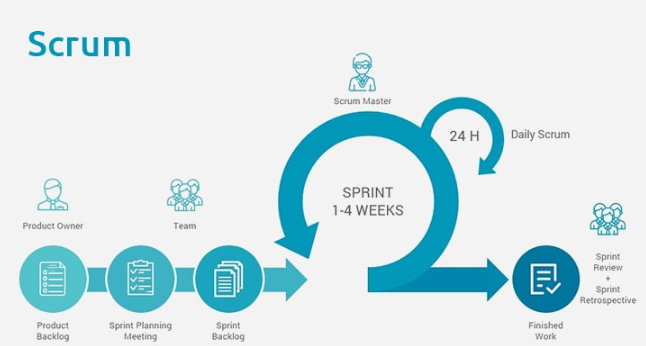 Scrum
Scrum Master
24 H
Daily Scrum
SPRINT
1-4 WEEKS
Product Owner
Team
Sprint
Review
+
Sprint
Retrospective
Product
Backlog
Sprint Planning
Meeting
Sprint
Backlog
Finished
Work